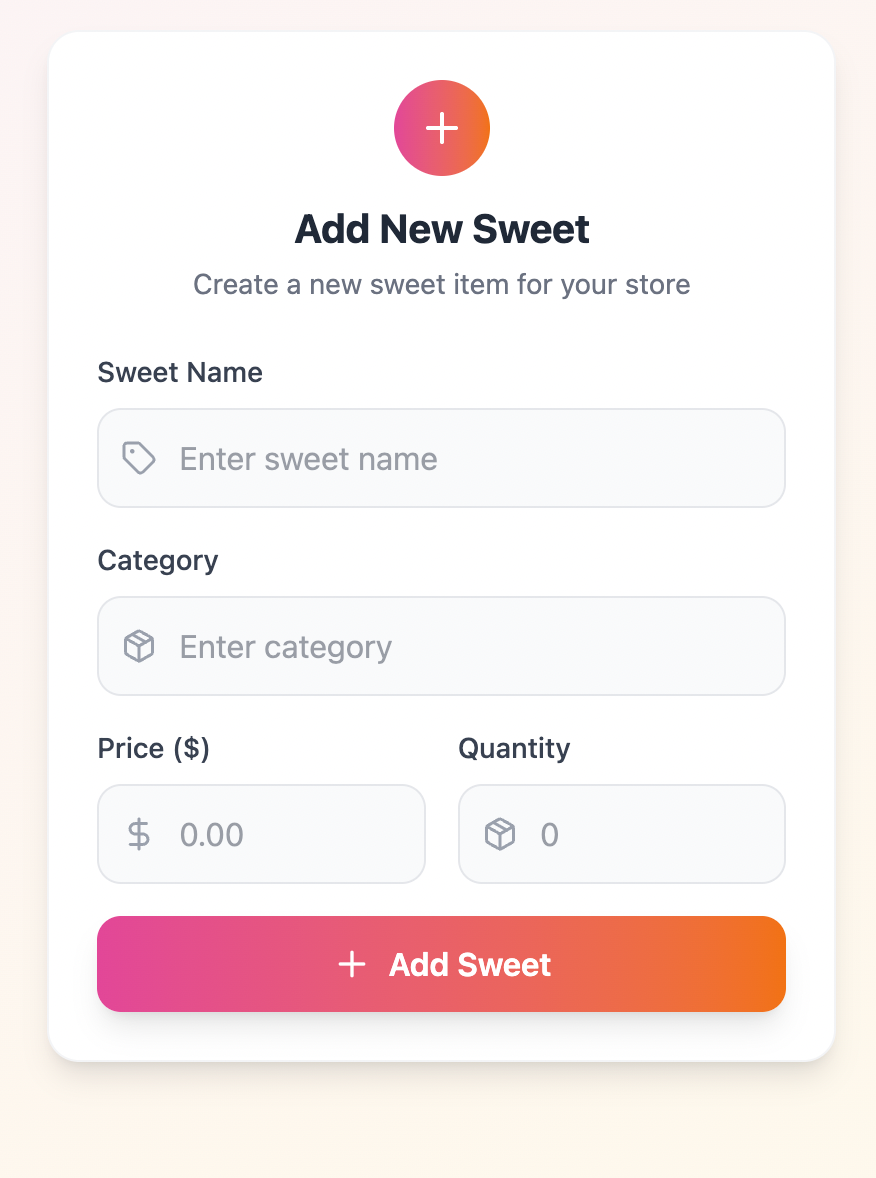 Add New Sweet
Create a new sweet item for your store
Sweet Name
Enter sweet name
Category
Enter category
Price ($)
Quantity
$ 0.00
0
+ Add Sweet